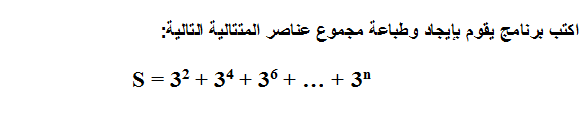 اكتب برنامج يقوم بإيجاد وطباعة مجموع عناصر المتتالية التالية:
S = 3² + 3⁴ + 3⁶ + … + 3ⁿ